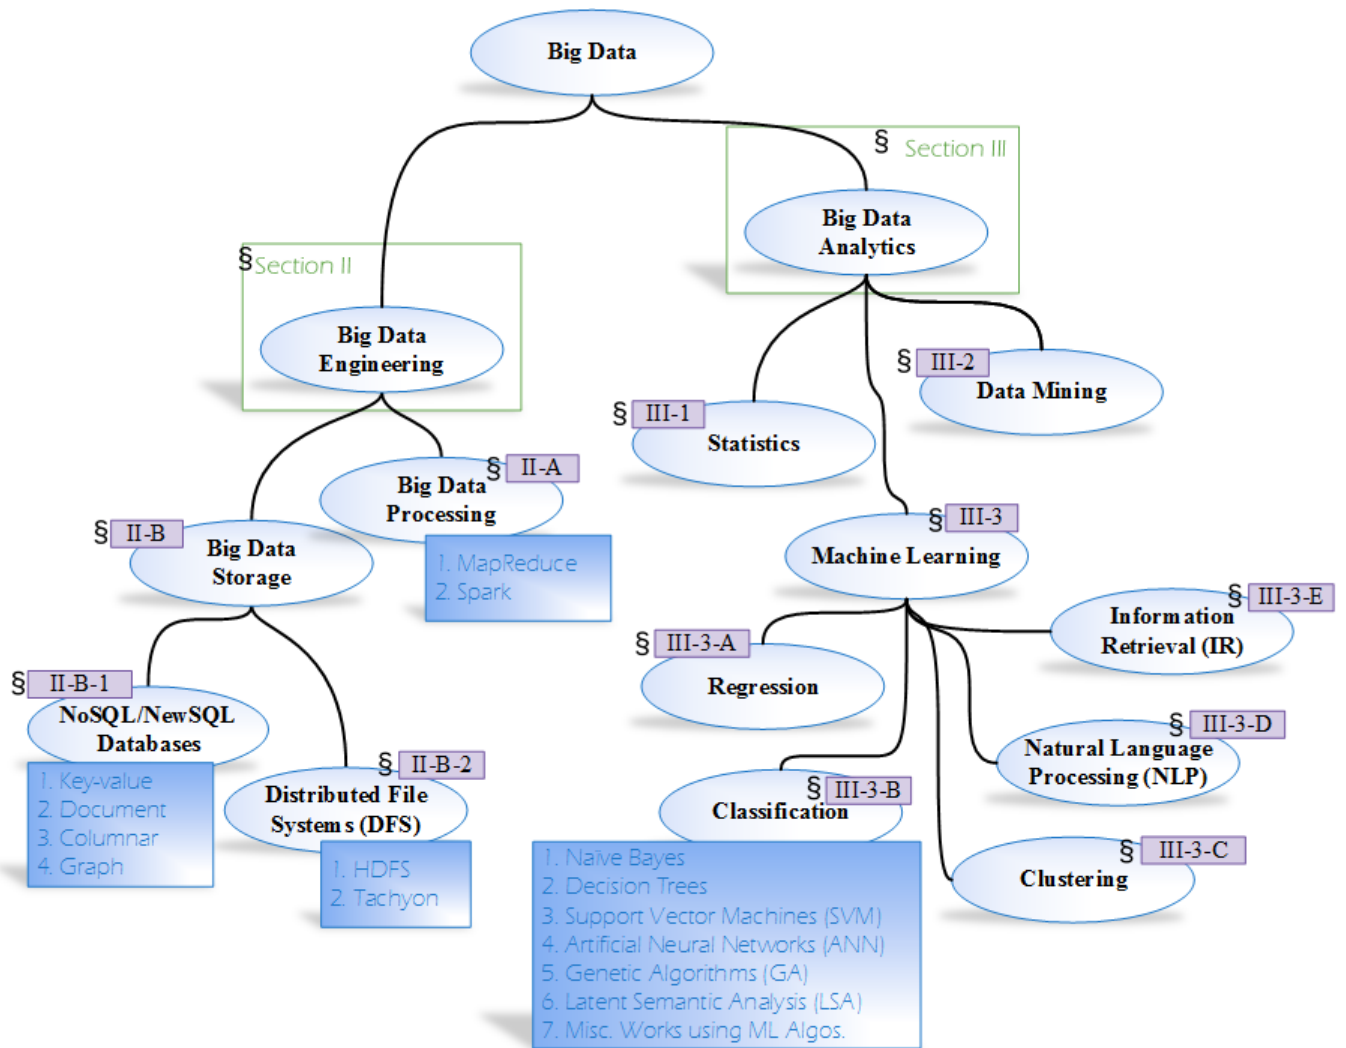 Big Data
§ Section III
Big Data
Analytics
§ Section II
Big Data
Engineering
§ III-2
Data Mining
§ III-1
Statistics
§ II-A
Big Data
Processing
1. MapReduce
2. Spark
§ II-B
Big Data
Storage
§ III-3
Machine Learning
§ III-3-E
Information
Retrieval (IR)
§ III-3-A
Regression
§ II-B-1
NoSQL/NewSQL
Databases
1. Key-value
2. Document
3. Columnar
4. Graph
§ II-B-2
Distributed File
Systems (DFS)
1. HDFS
2. Tachyon
§ III-3-D
Natural Language
Processing (NLP)
§ III-3-B
Classification
1. Naïve Bayes
2. Decision Trees
3. Support Vector Machines (SVM)
4. Artificial Neural Networks (ANN)
5. Genetic Algorithms (GA)
6. Latent Semantic Analysis (LSA)
7. Misc. Works using ML Algos.
§ III-3-C
Clustering